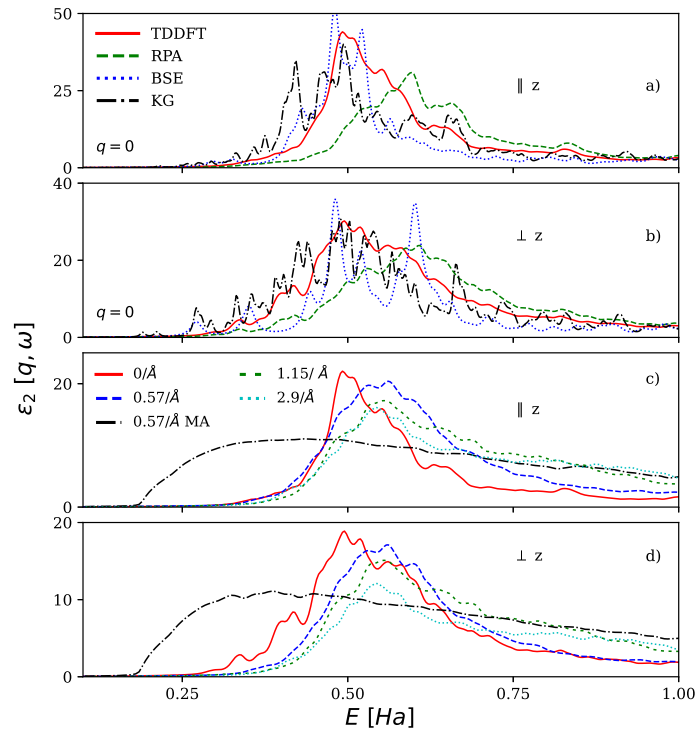 50
TDDFT
RPA
BSE
KG
∥ z
a)
25
q = 0
0
40
⊥ z
b)
20
q = 0
0
ε₂ [q, ω]
0/Å
1.15/ Å
c)
20
0.57/Å
2.9/Å
0.57/Å MA
∥ z
0
20
⊥ z
d)
10
0
0.25
0.50
0.75
1.00
E [Ha]